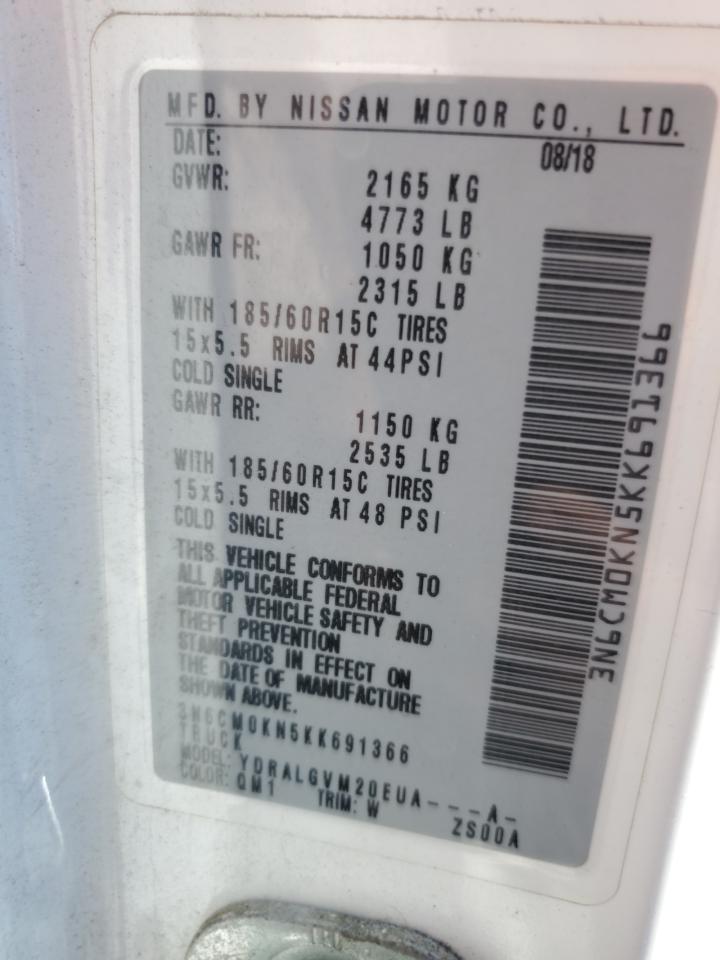 MFD. BY NISSAN MOTOR CO., LTD.
DATE: 08/18
GVWR: 2165 KG
4773 LB
GAWR FR: 1050 KG
2315 LB
WITH 185/60R15C TIRES
15x5.5 RIMS AT 44PSI
COLD SINGLE
GAWR RR: 1150 KG
2535 LB
WITH 185/60R15C TIRES
15x5.5 RIMS AT 48 PSI
COLD SINGLE
THIS VEHICLE CONFORMS TO
ALL APPLICABLE FEDERAL
MOTOR VEHICLE SAFETY AND
THEFT PREVENTION
STANDARDS IN EFFECT ON
THE DATE OF MANUFACTURE
SHOWN ABOVE.
3N6CM0KN5KK691366
TRUCK
MODEL: YDRALGVM20EUA---A-
COLOR: QM1 TRIM: W ZS00A
3N6CM0KN5KK691366